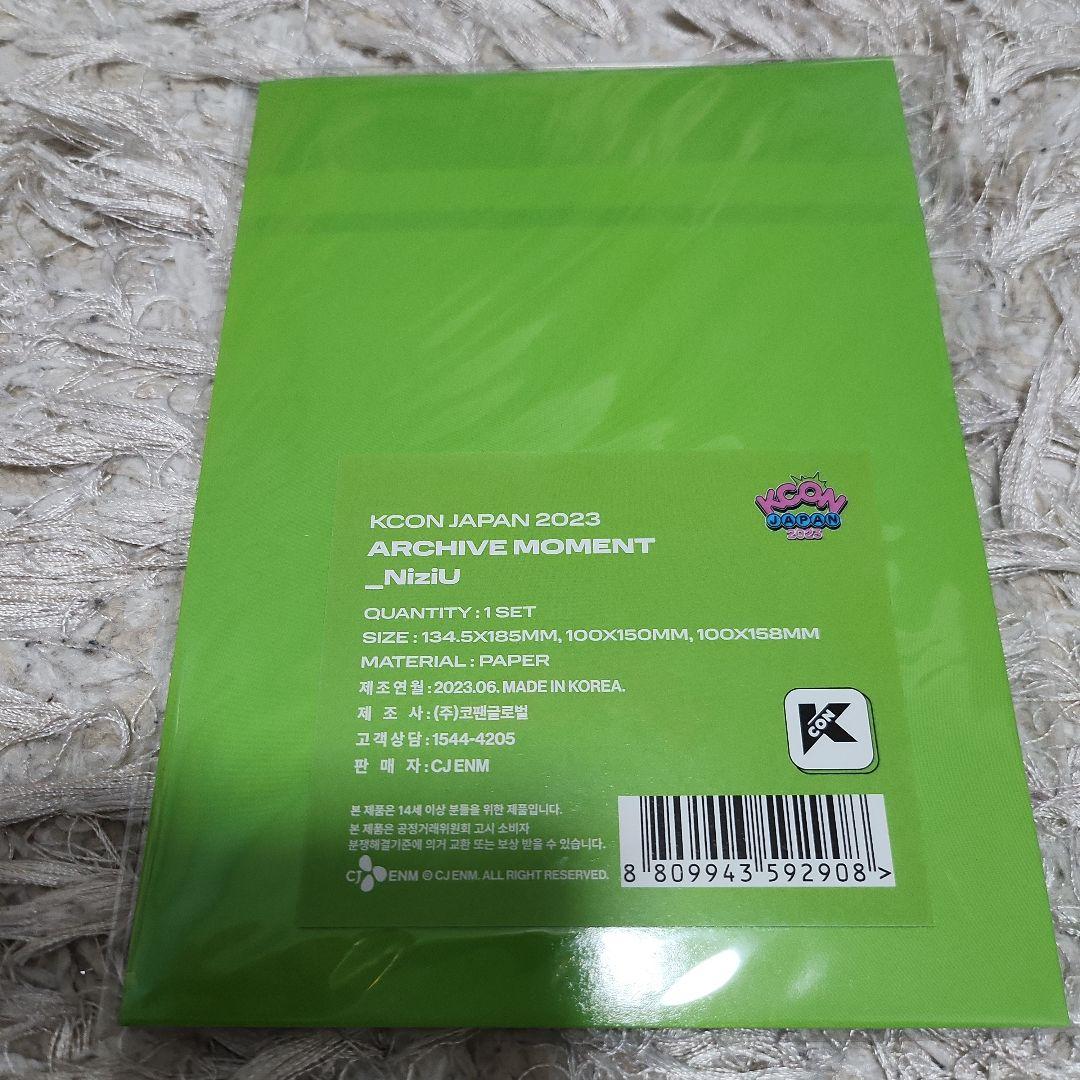 KCON JAPAN 2023
ARCHIVE MOMENT
_NiziU
KCON
JAPAN
2023
QUANTITY : 1 SET
SIZE : 134.5X185MM, 100X150MM, 100X158MM
MATERIAL : PAPER
제조연월 : 2023.06. MADE IN KOREA.
제 조 사 : (주)코팬글로벌
고객상담 : 1544-4205
판 매 자 : CJ ENM
KCON
본 제품은 14세 이상 분들을 위한 제품입니다.
본 제품은 공정거래위원회 고시 소비자
분쟁해결기준에 의거 교환 또는 보상 받을 수 있습니다.
CJ ENM © CJ ENM. ALL RIGHT RESERVED.
8 809943 592908 >